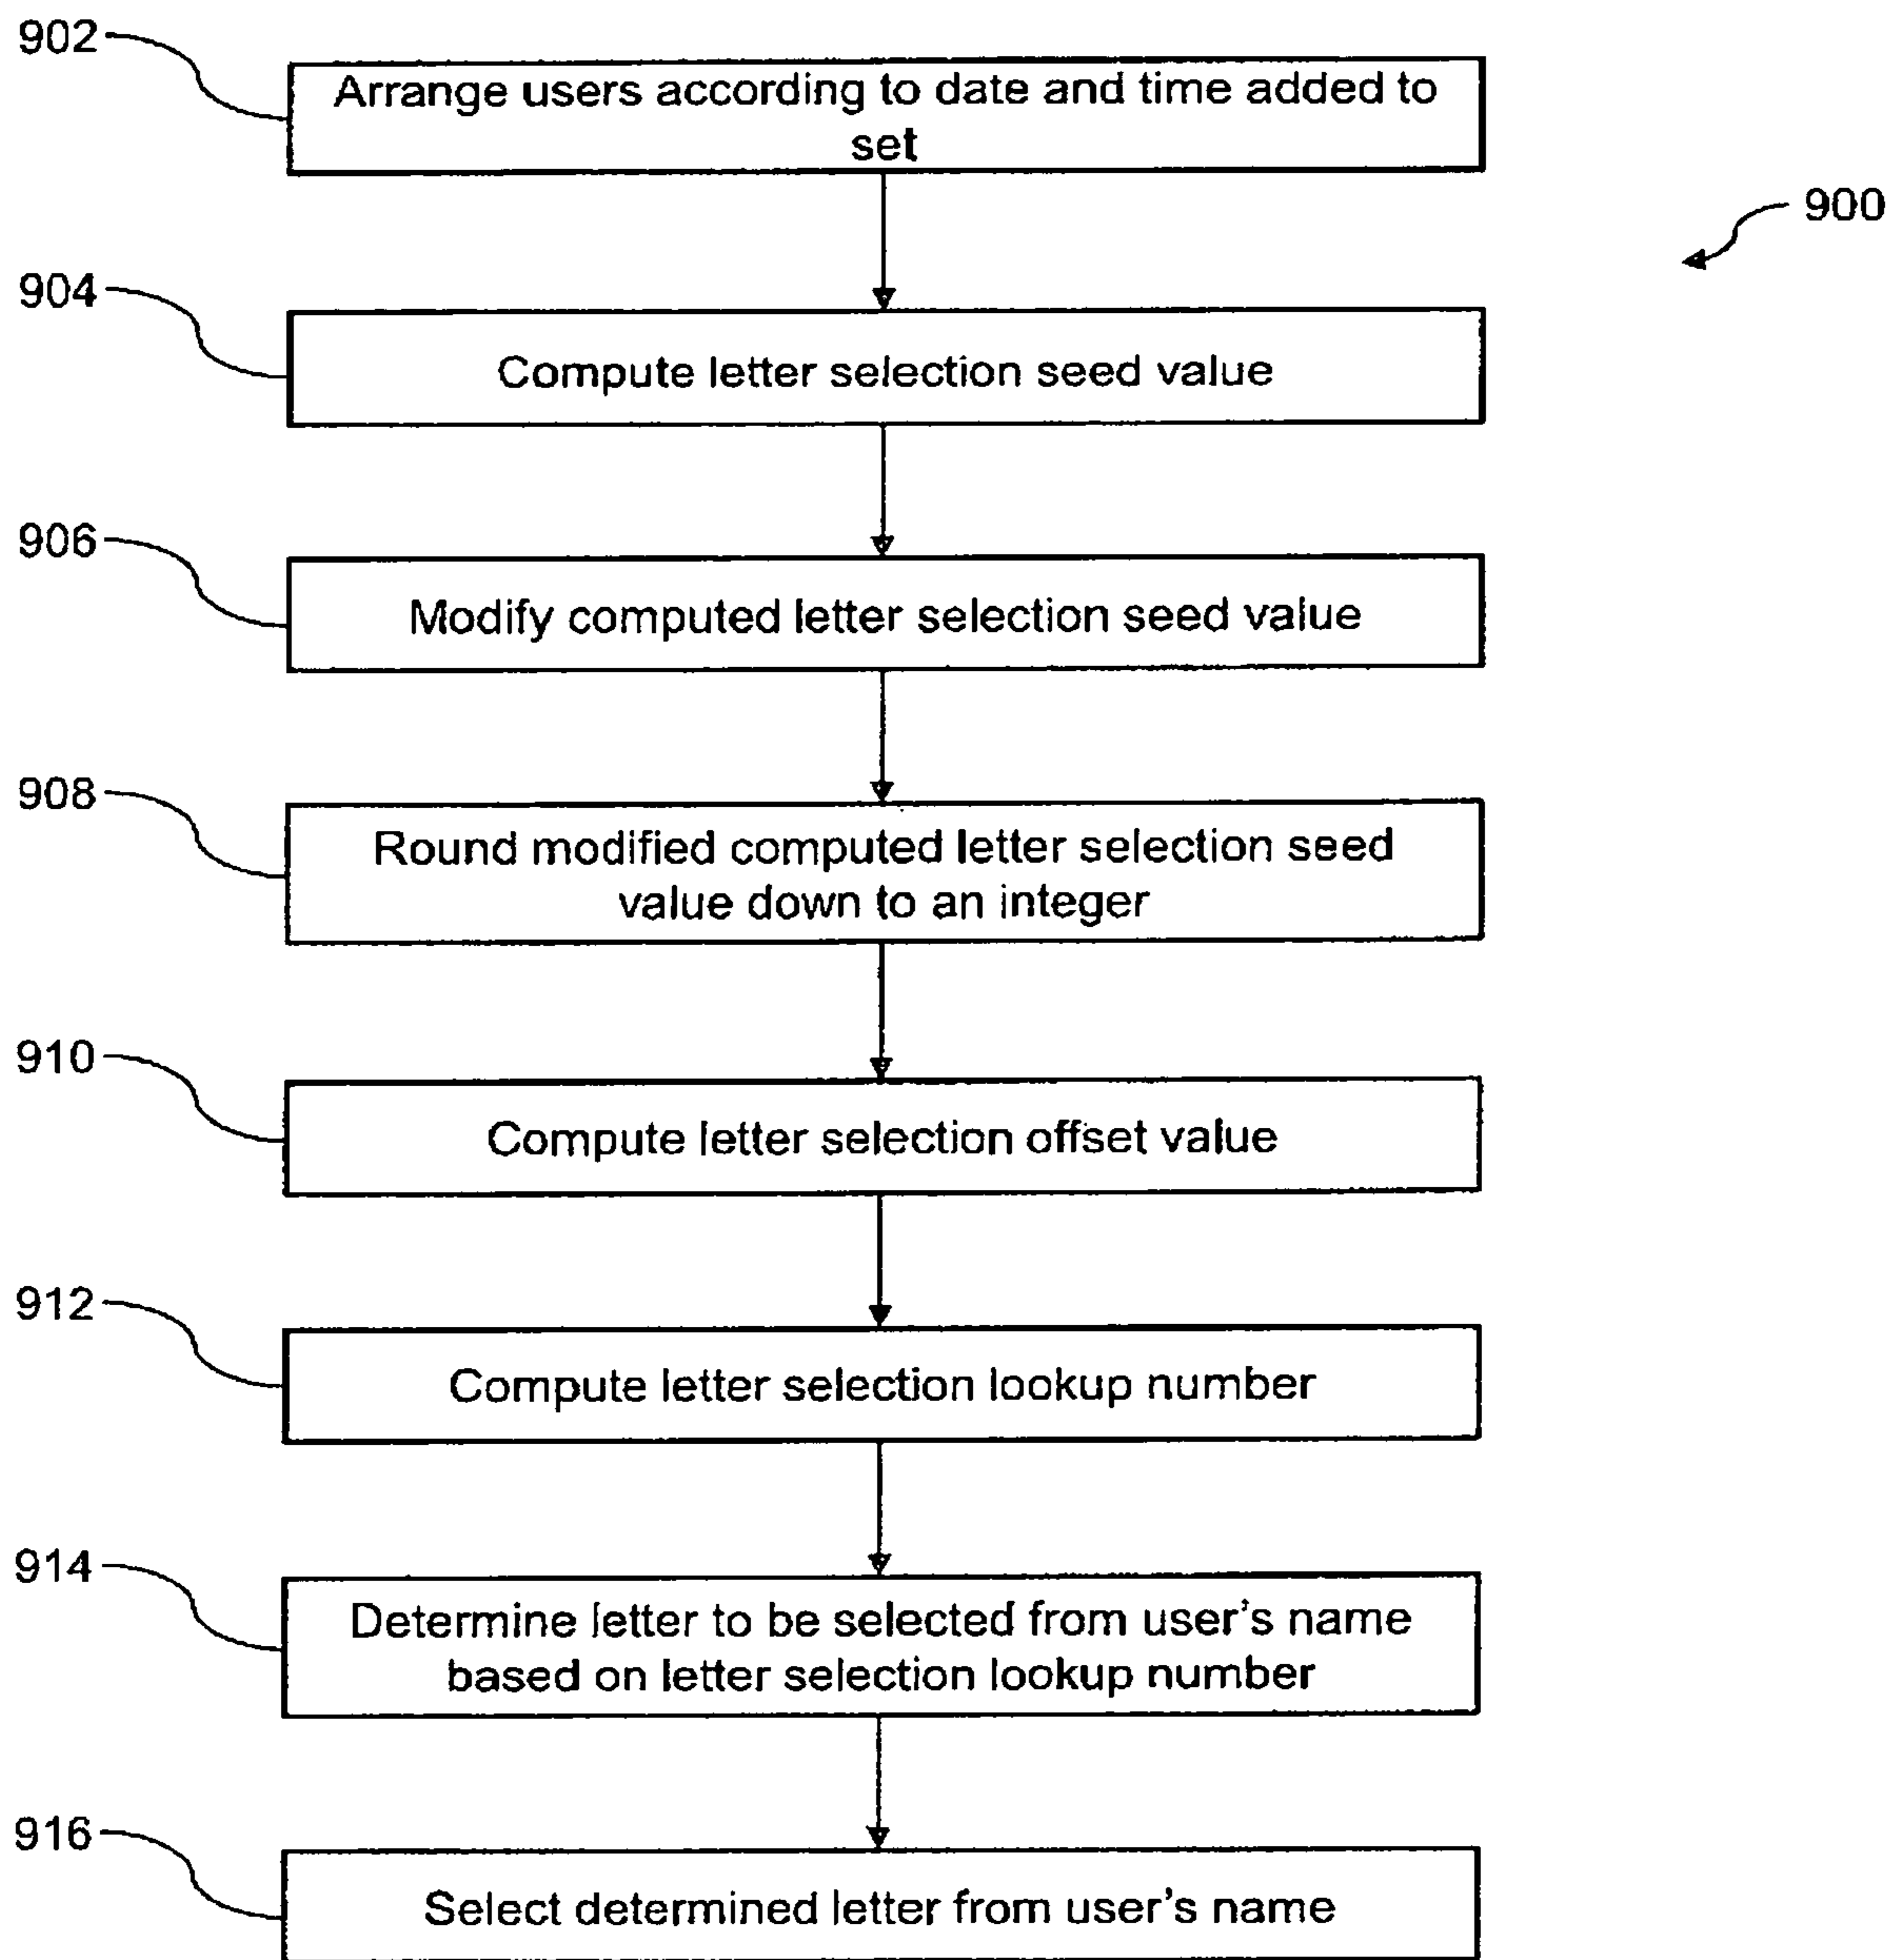 902
Arrange users according to date and time added to
set
900
904
Compute letter selection seed value
906
Modify computed letter selection seed value
908
Round modified computed letter selection seed
value down to an integer
910
Compute letter selection offset value
912
Compute letter selection lookup number
914
Determine letter to be selected from user's name
based on letter selection lookup number
916
Select determined letter from user's name